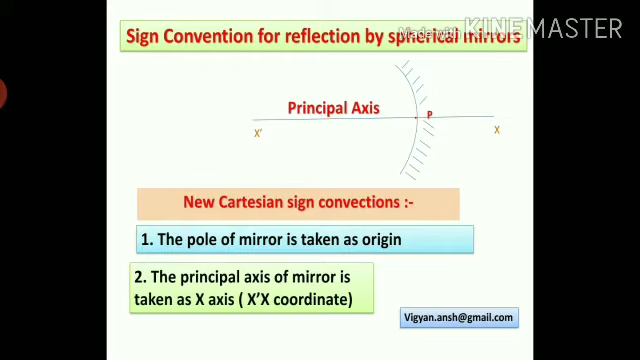 Made with KINEMASTER
Sign Convention for reflection by spherical mirrors
Principal Axis
P
X'
X
New Cartesian sign convections :-
1. The pole of mirror is taken as origin
2. The principal axis of mirror is
taken as X axis ( X'X coordinate)
Vigyan.ansh@gmail.com